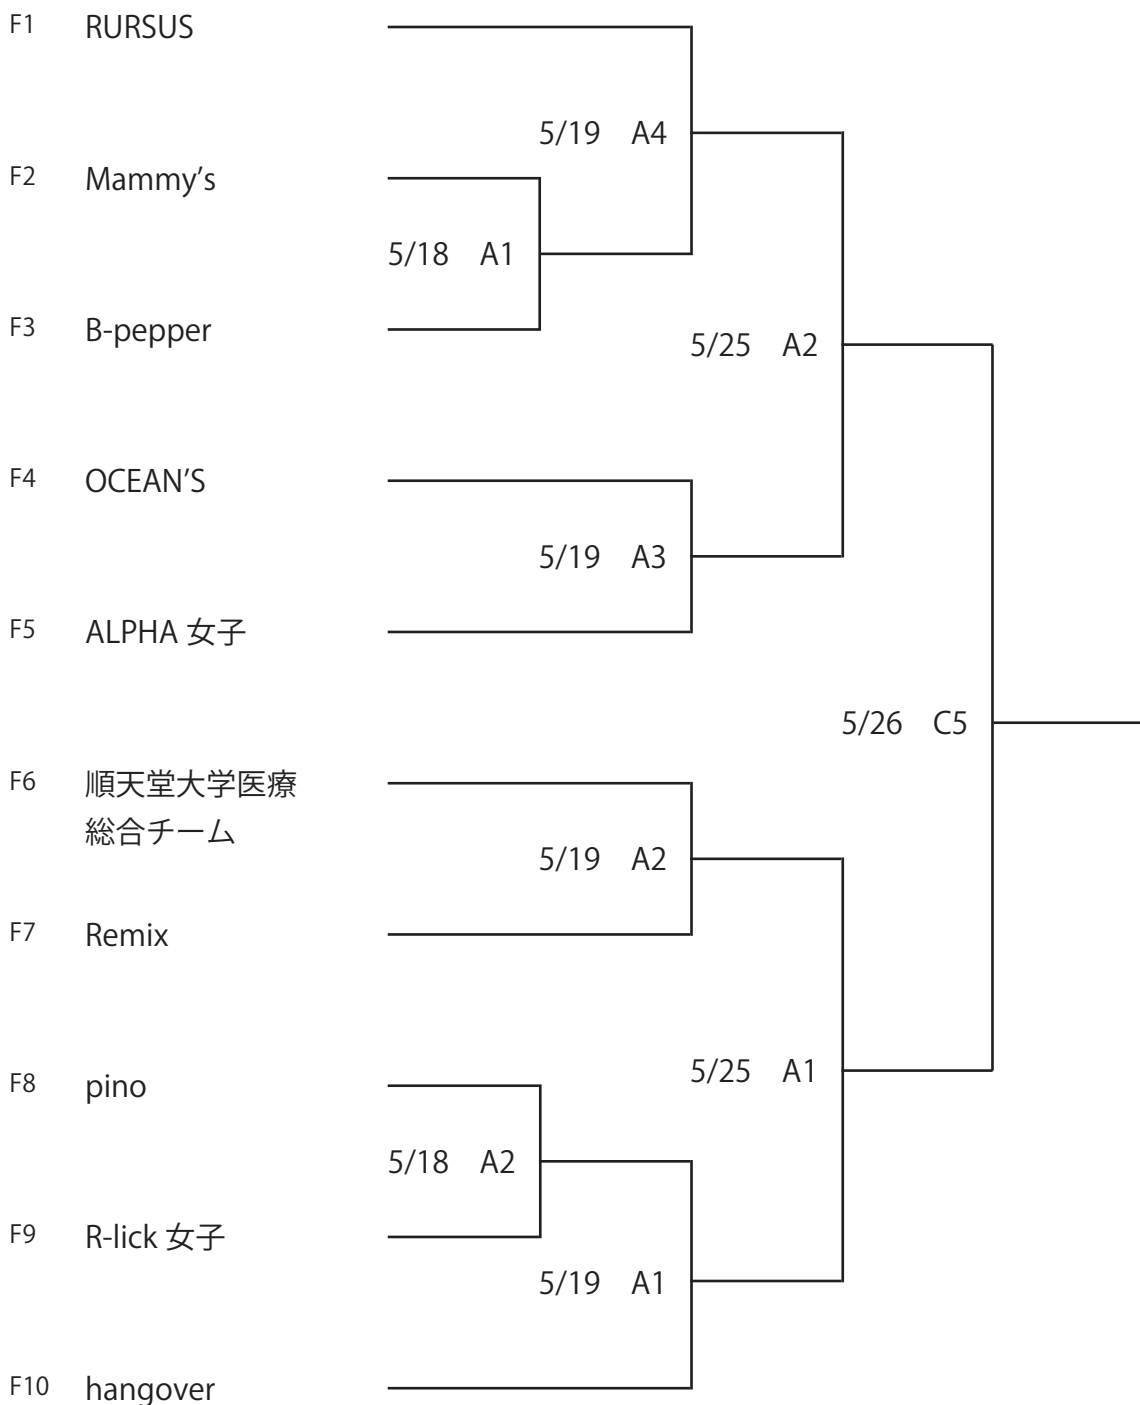 F1 RURSUS
5/19 A4
F2 Mammy’s
5/18 A1
F3 B-pepper
5/25 A2
F4 OCEAN’S
5/19 A3
F5 ALPHA 女子
5/26 C5
F6 順天堂大学医療
総合チーム
5/19 A2
F7 Remix
5/25 A1
F8 pino
5/18 A2
F9 R-lick 女子
5/19 A1
F10 hangover